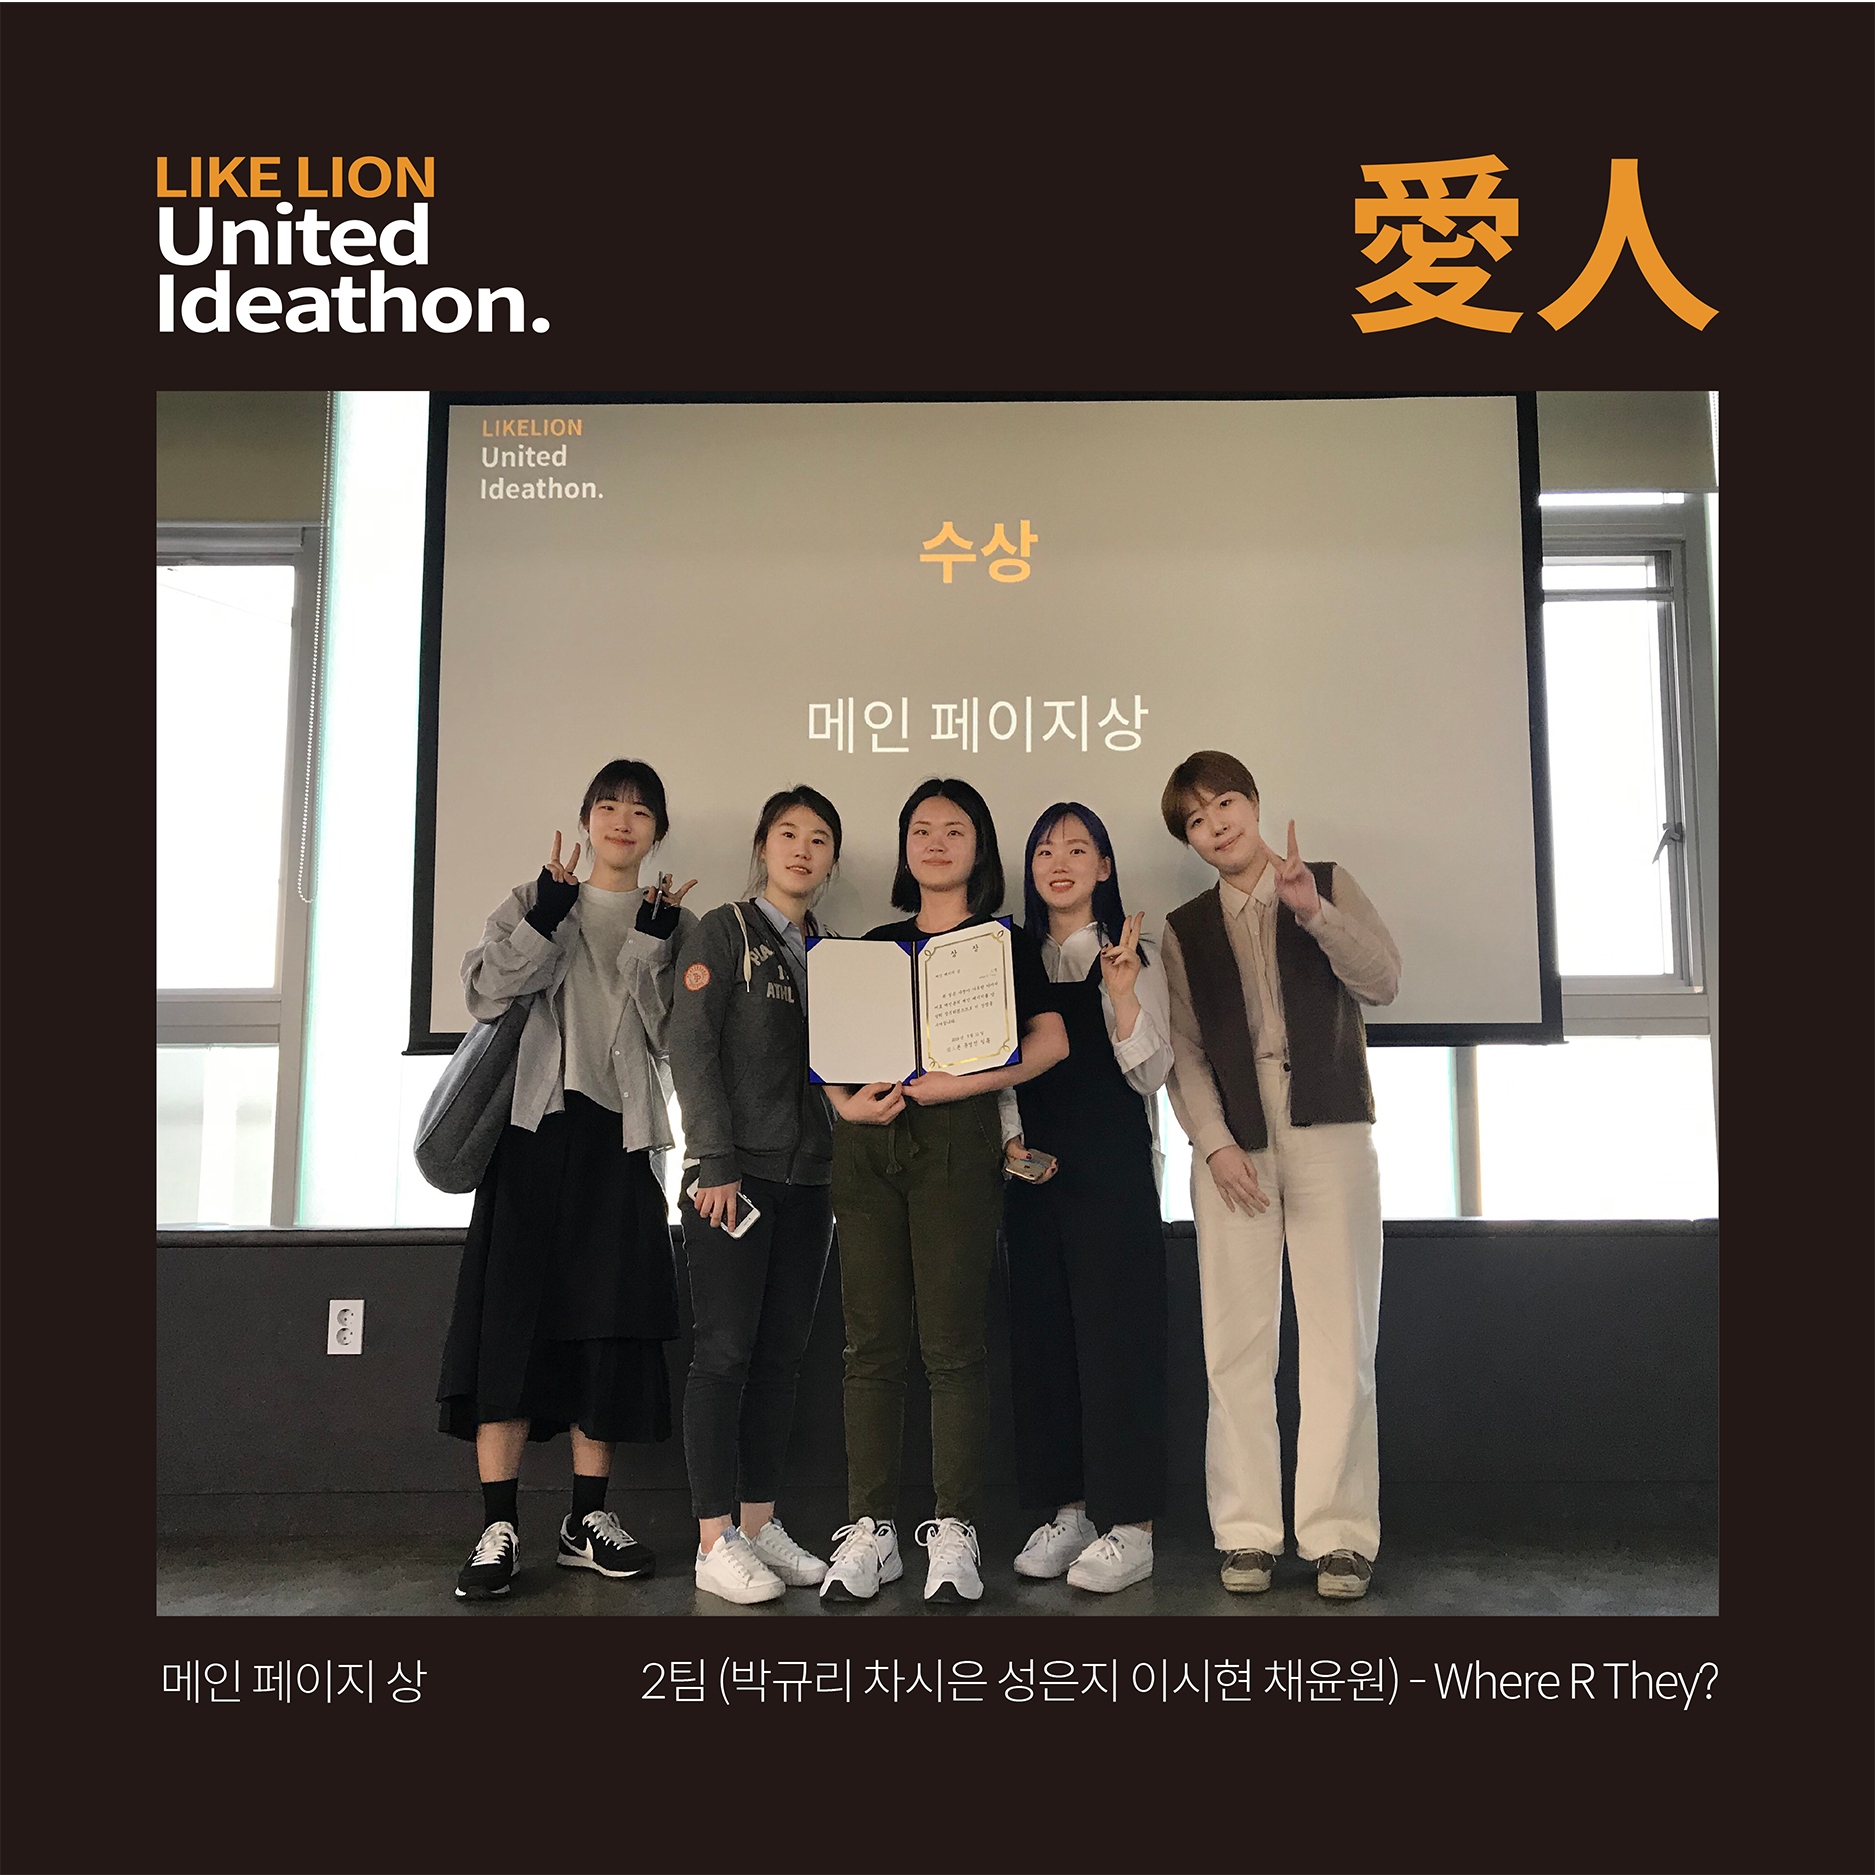 LIKE LION
United
Ideathon.
愛人
LIKELION
United
Ideathon.
수상
메인 페이지상
상 장
메인 페이지 상
2팀 (박규리 차시은 성은지 이시현 채윤원) - Where R They?